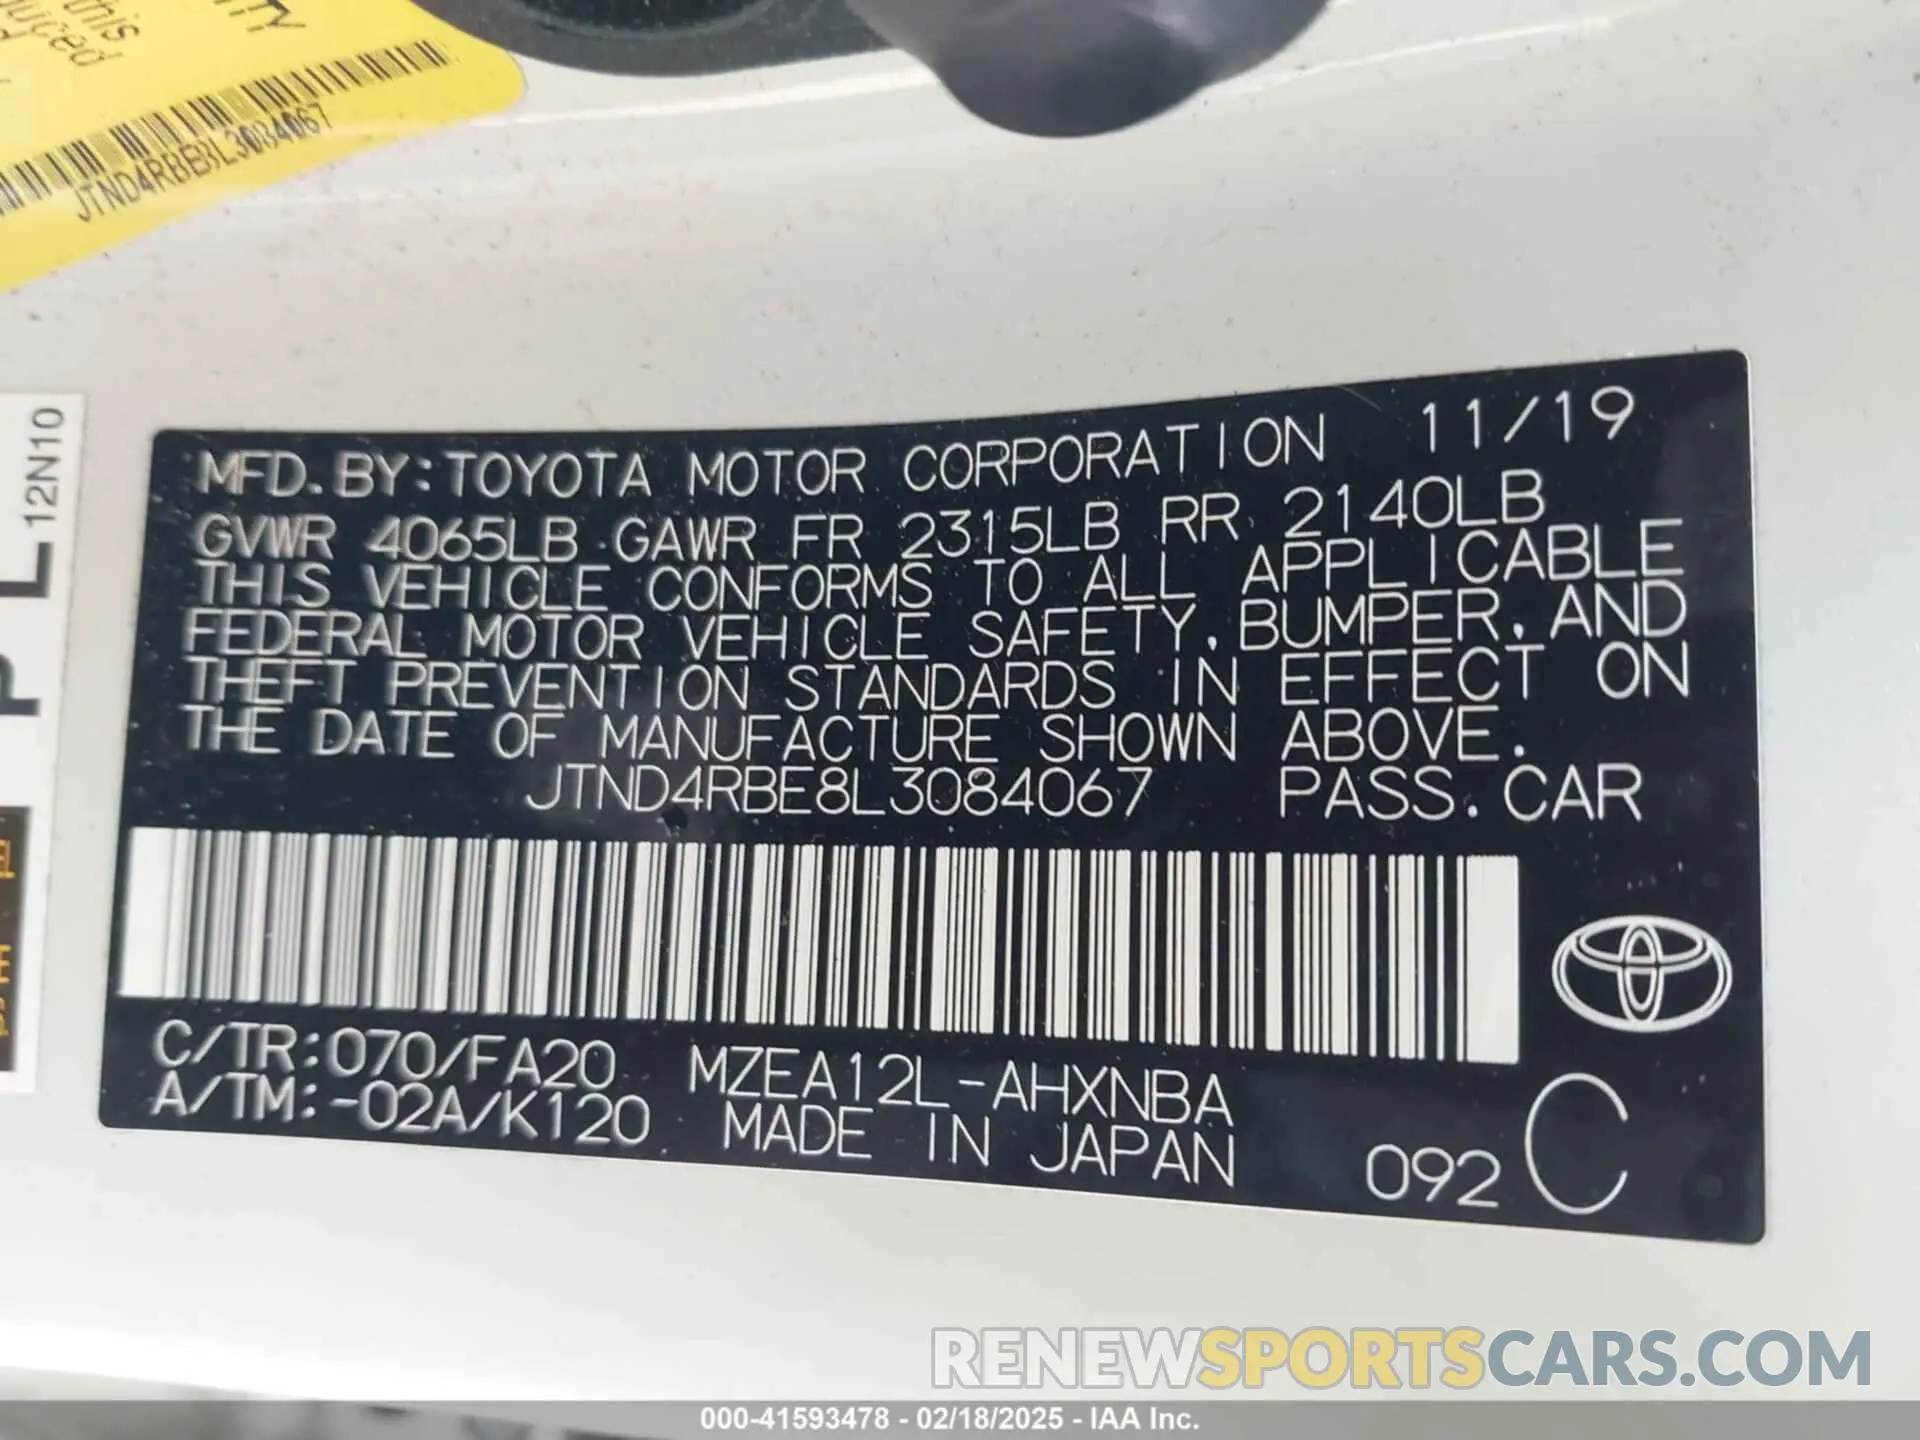 ITY
this
uced
JTND4RBE8L3084067
12N10
P L
MFD. BY: TOYOTA MOTOR CORPORATION 11/19
GVWR 4065LB GAWR FR 2315LB RR 2140LB
THIS VEHICLE CONFORMS TO ALL APPLICABLE
FEDERAL MOTOR VEHICLE SAFETY, BUMPER, AND
THEFT PREVENTION STANDARDS IN EFFECT ON
THE DATE OF MANUFACTURE SHOWN ABOVE.
JTND4RBE8L3084067 PASS. CAR
C/TR:070/FA20 MZEA12L-AHXNBA
A/TM:-02A/K120 MADE IN JAPAN
092 C
RENEWSPORTSCARS.COM
000-41593478 - 02/18/2025 - IAA Inc.